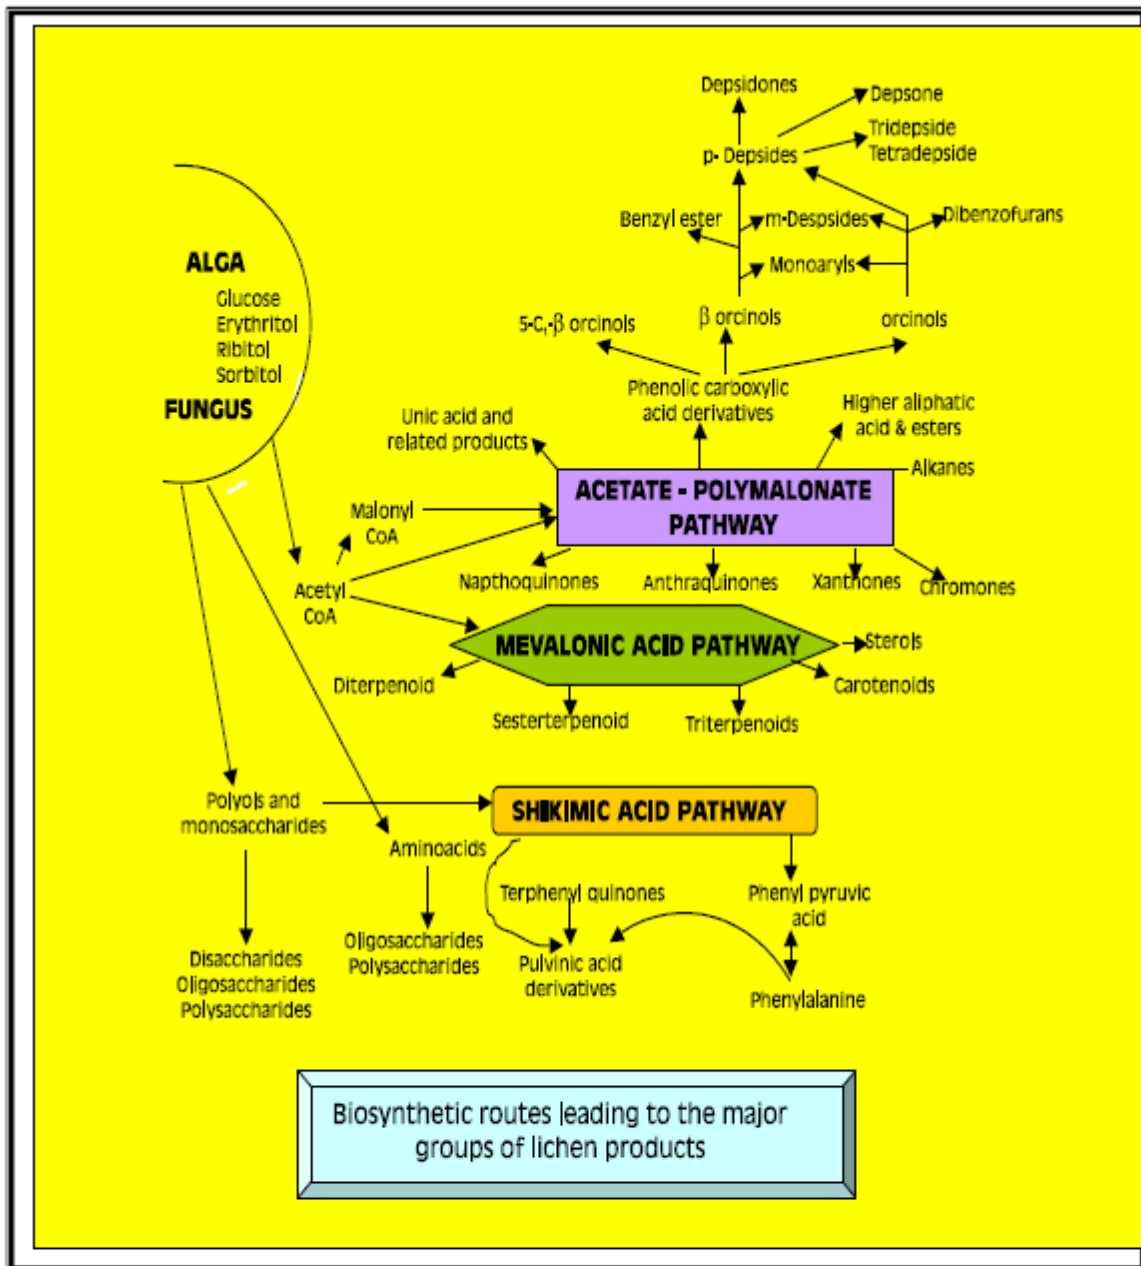 Depsidones
Depsone
Tridepside
Tetradepside
p- Depsides
Benzyl ester
m-Despsides
Dibenzofurans
Monoaryls
ALGA
Glucose
Erythritol
Ribitol
Sorbitol
FUNGUS
5-C,-β orcinols
β orcinols
orcinols
Phenolic carboxylic
acid derivatives
Higher aliphatic
acid & esters
Unic acid and
related products
Alkanes
ACETATE - POLYMALONATE
PATHWAY
Malonyl
CoA
Acetyl
CoA
Napthoquinones
Anthraquinones
Xanthones
Chromones
MEVALONIC ACID PATHWAY
Sterols
Diterpenoid
Carotenoids
Sesterterpenoid
Triterpenoids
Polyols and
monosaccharides
SHIKIMIC ACID PATHWAY
Aminoacids
Terphenyl quinones
Phenyl pyruvic
acid
Disaccharides
Oligosaccharides
Polysaccharides
Oligosaccharides
Polysaccharides
Pulvinic acid
derivatives
Phenylalanine
Biosynthetic routes leading to the major
groups of lichen products